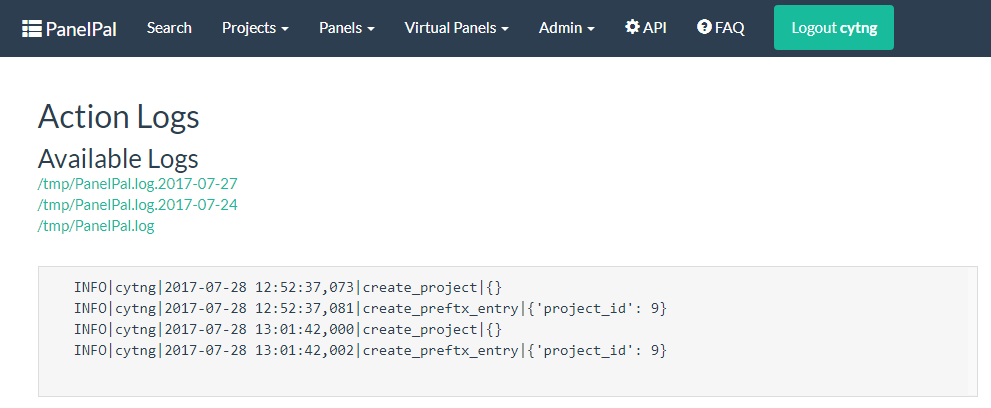 PanelPal Search Projects Panels Virtual Panels Admin API FAQ Logout cytng
Action Logs
Available Logs
/tmp/PanelPal.log.2017-07-27
/tmp/PanelPal.log.2017-07-24
/tmp/PanelPal.log
INFO|cytng|2017-07-28 12:52:37,073|create_project|{}
INFO|cytng|2017-07-28 12:52:37,081|create_preftx_entry|{'project_id': 9}
INFO|cytng|2017-07-28 13:01:42,000|create_project|{}
INFO|cytng|2017-07-28 13:01:42,002|create_preftx_entry|{'project_id': 9}